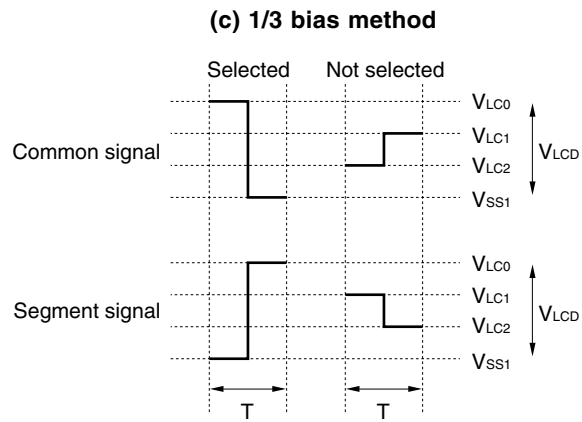 (c) 1/3 bias method
Selected Not selected
Common signal
VLC0
VLC1
VLC2
VSS1
VLCD
Segment signal
VLC0
VLC1
VLC2
VSS1
VLCD
T T